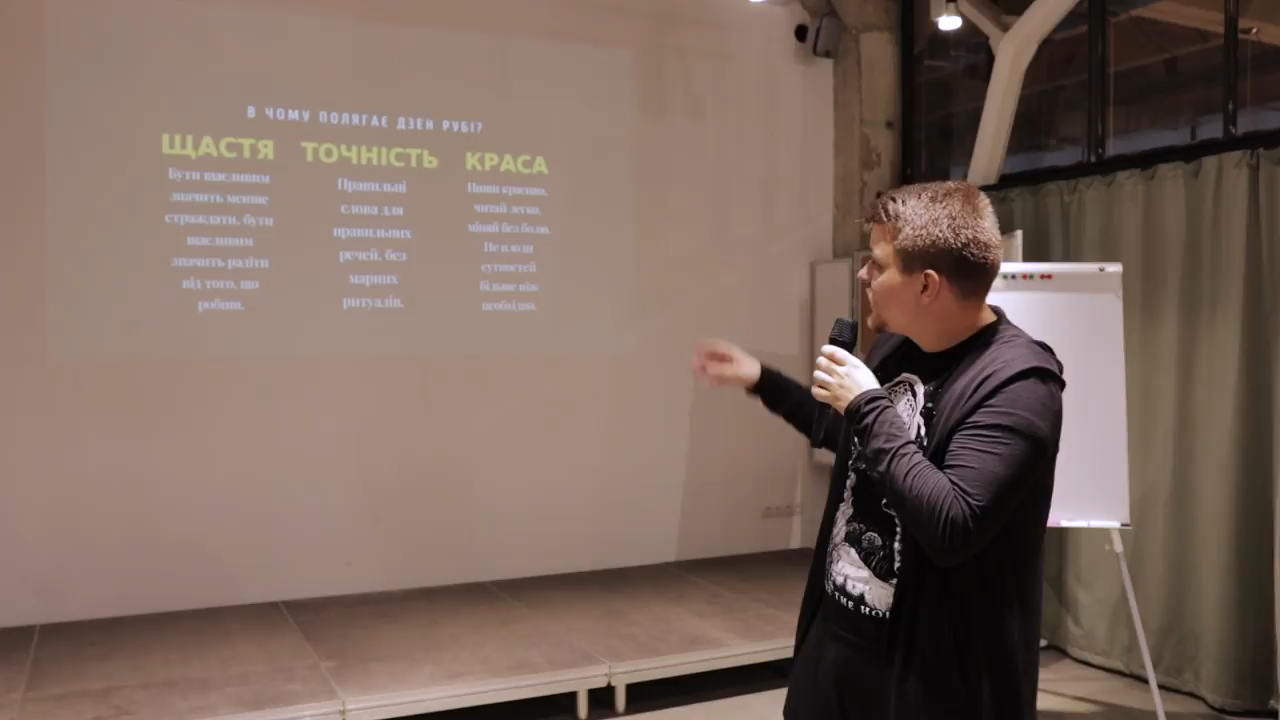 В ЧОМУ ПОЛЯГАЄ ДЗЕН РУБІ?
ЩАСТЯ
Бути щасливим
значить менше
страждати, бути
щасливим
значить радіти
від того, що
робиш.
ТОЧНІСТЬ
Правильні
слова для
правильних
речей, без
марних
ритуалів.
КРАСА
Пиши красиво,
читай легко,
міняй без болю.
Не плоди
сутностей
більше ніж
необхідно.
THE